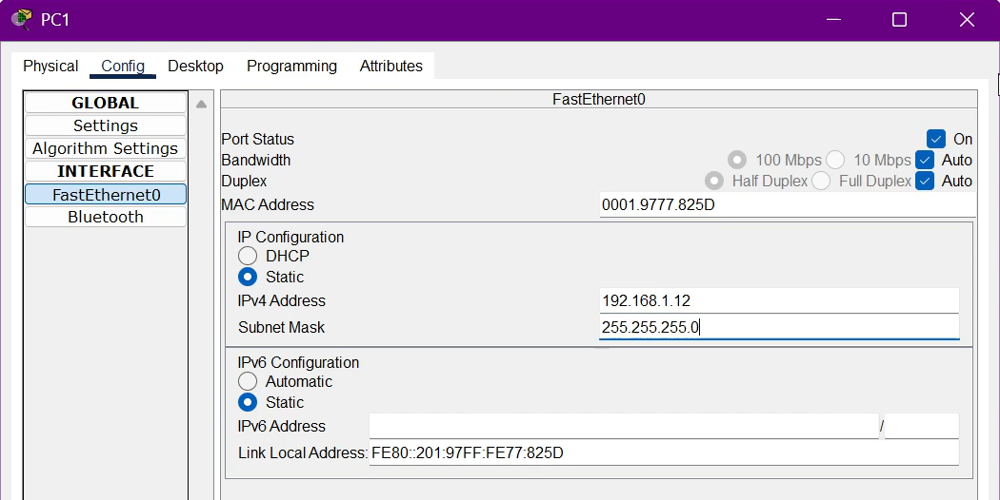 PC1
Physical Config Desktop Programming Attributes
GLOBAL
Settings
Algorithm Settings
INTERFACE
FastEthernet0
Bluetooth
FastEthernet0
Port Status On
Bandwidth 100 Mbps 10 Mbps Auto
Duplex Half Duplex Full Duplex Auto
MAC Address 0001.9777.825D
IP Configuration
DHCP
Static
IPv4 Address 192.168.1.12
Subnet Mask 255.255.255.0
IPv6 Configuration
Automatic
Static
IPv6 Address /
Link Local Address: FE80::201:97FF:FE77:825D